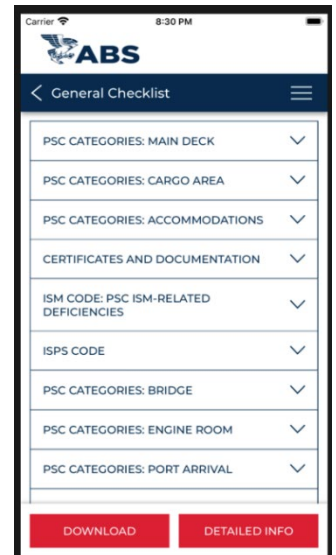 Carrier 8:30 PM
ABS
General Checklist
PSC CATEGORIES: MAIN DECK
PSC CATEGORIES: CARGO AREA
PSC CATEGORIES: ACCOMMODATIONS
CERTIFICATES AND DOCUMENTATION
ISM CODE: PSC ISM-RELATED
DEFICIENCIES
ISPS CODE
PSC CATEGORIES: BRIDGE
PSC CATEGORIES: ENGINE ROOM
PSC CATEGORIES: PORT ARRIVAL
DOWNLOAD
DETAILED INFO